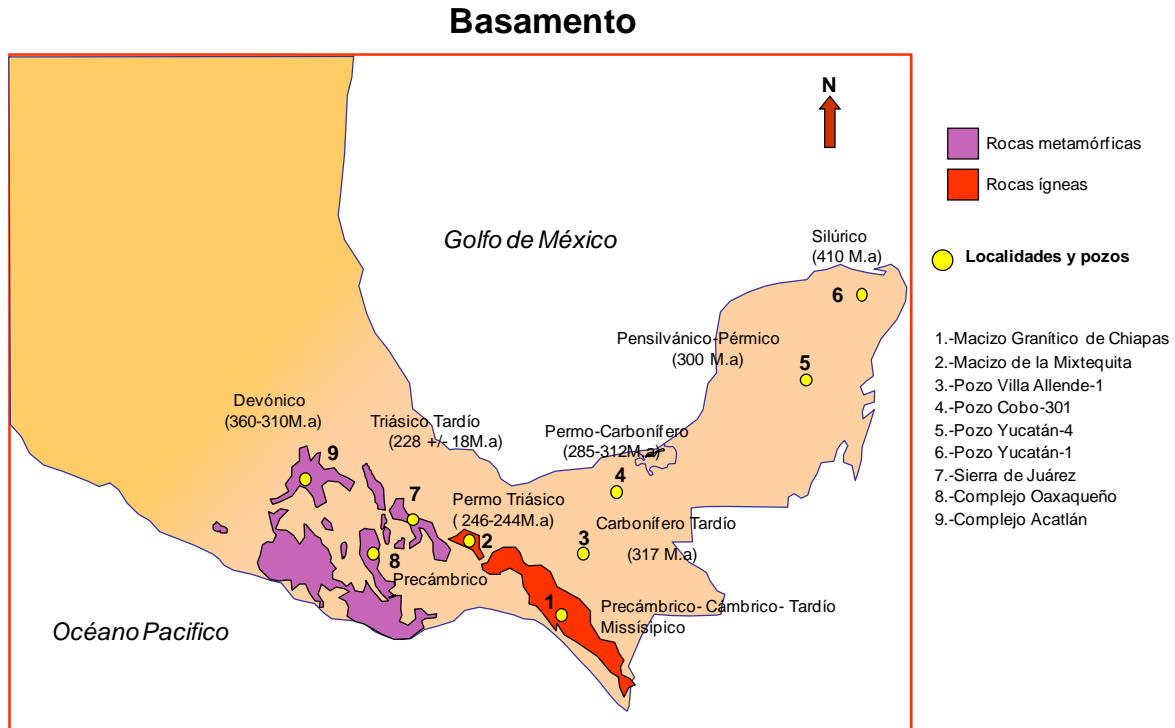 Basamento
N
Rocas metamórficas
Rocas ígneas
Golfo de México
Silúrico
(410 M.a)
Localidades y pozos
6
Pensilvánico-Pérmico
(300 M.a)
5
1.-Macizo Granítico de Chiapas
2.-Macizo de la Mixtequita
3.-Pozo Villa Allende-1
4.-Pozo Cobo-301
5.-Pozo Yucatán-4
6.-Pozo Yucatán-1
7.-Sierra de Juárez
8.-Complejo Oaxaqueño
9.-Complejo Acatlán
Devónico
(360-310M.a)
9
Triásico Tardío
(228 +/- 18M.a)
Permo-Carbonífero
(285-312M.a)
4
7
Permo Triásico
( 246-244M.a)
2
Carbonífero Tardío
3
(317 M.a)
8
Precámbrico
1
Precámbrico- Cámbrico- Tardío
Missísipico
Océano Pacifico